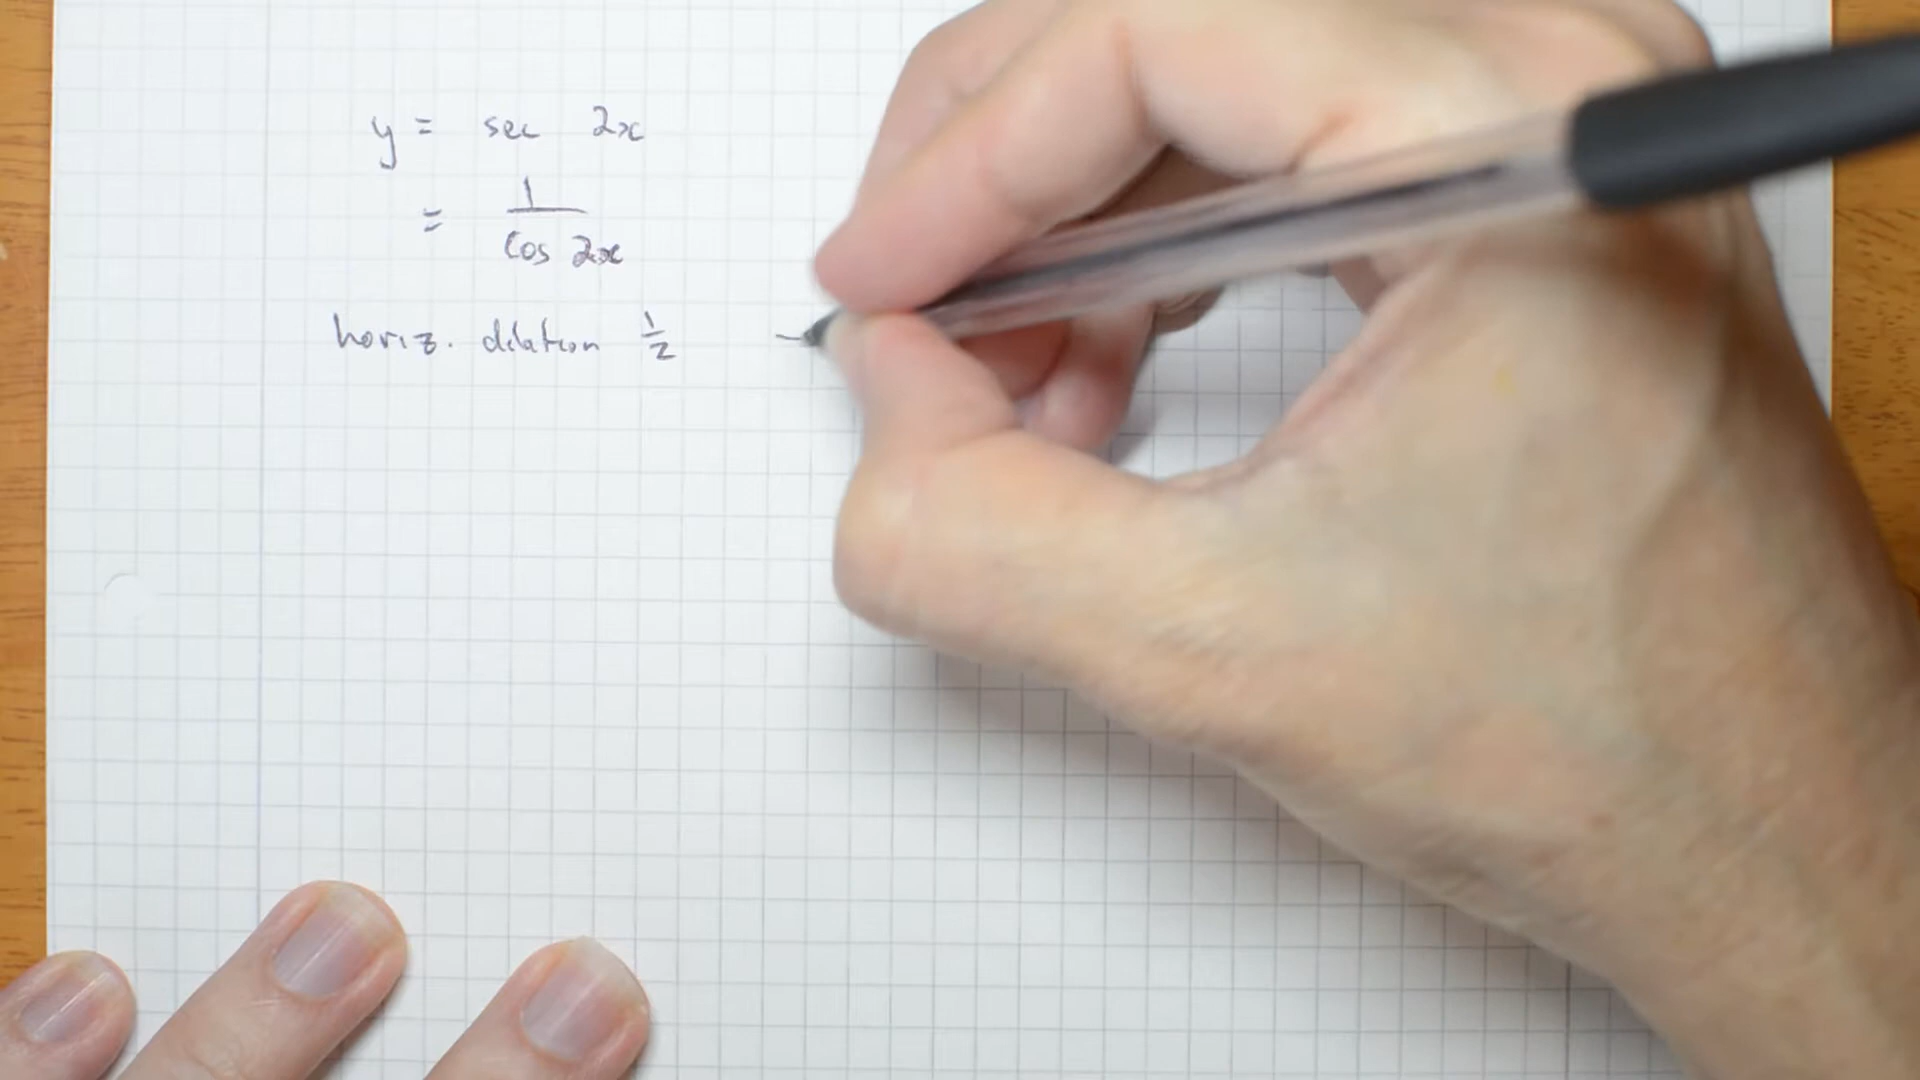 y = sec 2x
= 1/cos 2x
horiz. dilation 1/2 –